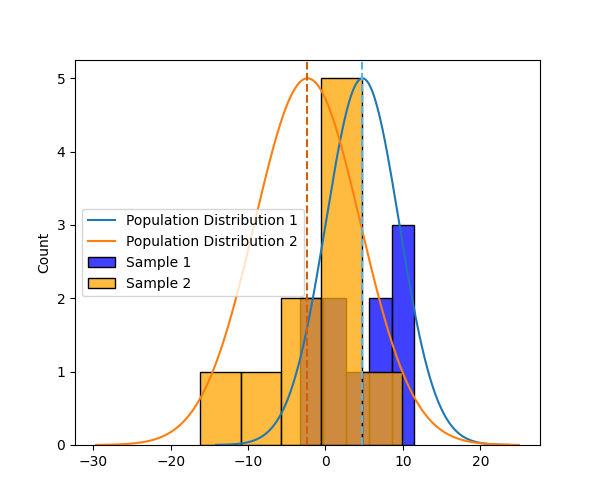 5
4
3
2
1
0
Count
Population Distribution 1
Population Distribution 2
Sample 1
Sample 2
−30 −20 −10 0 10 20